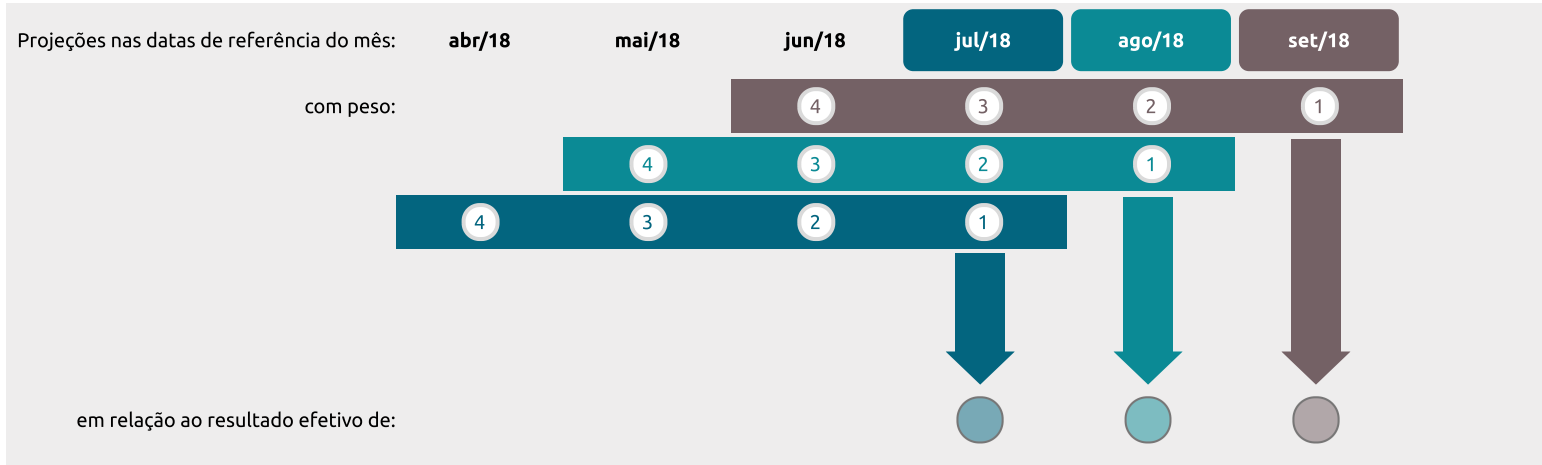 Projeções nas datas de referência do mês: abr/18 mai/18 jun/18 jul/18 ago/18 set/18
com peso: 4 3 2 1
4 3 2 1
4 3 2 1
em relação ao resultado efetivo de: